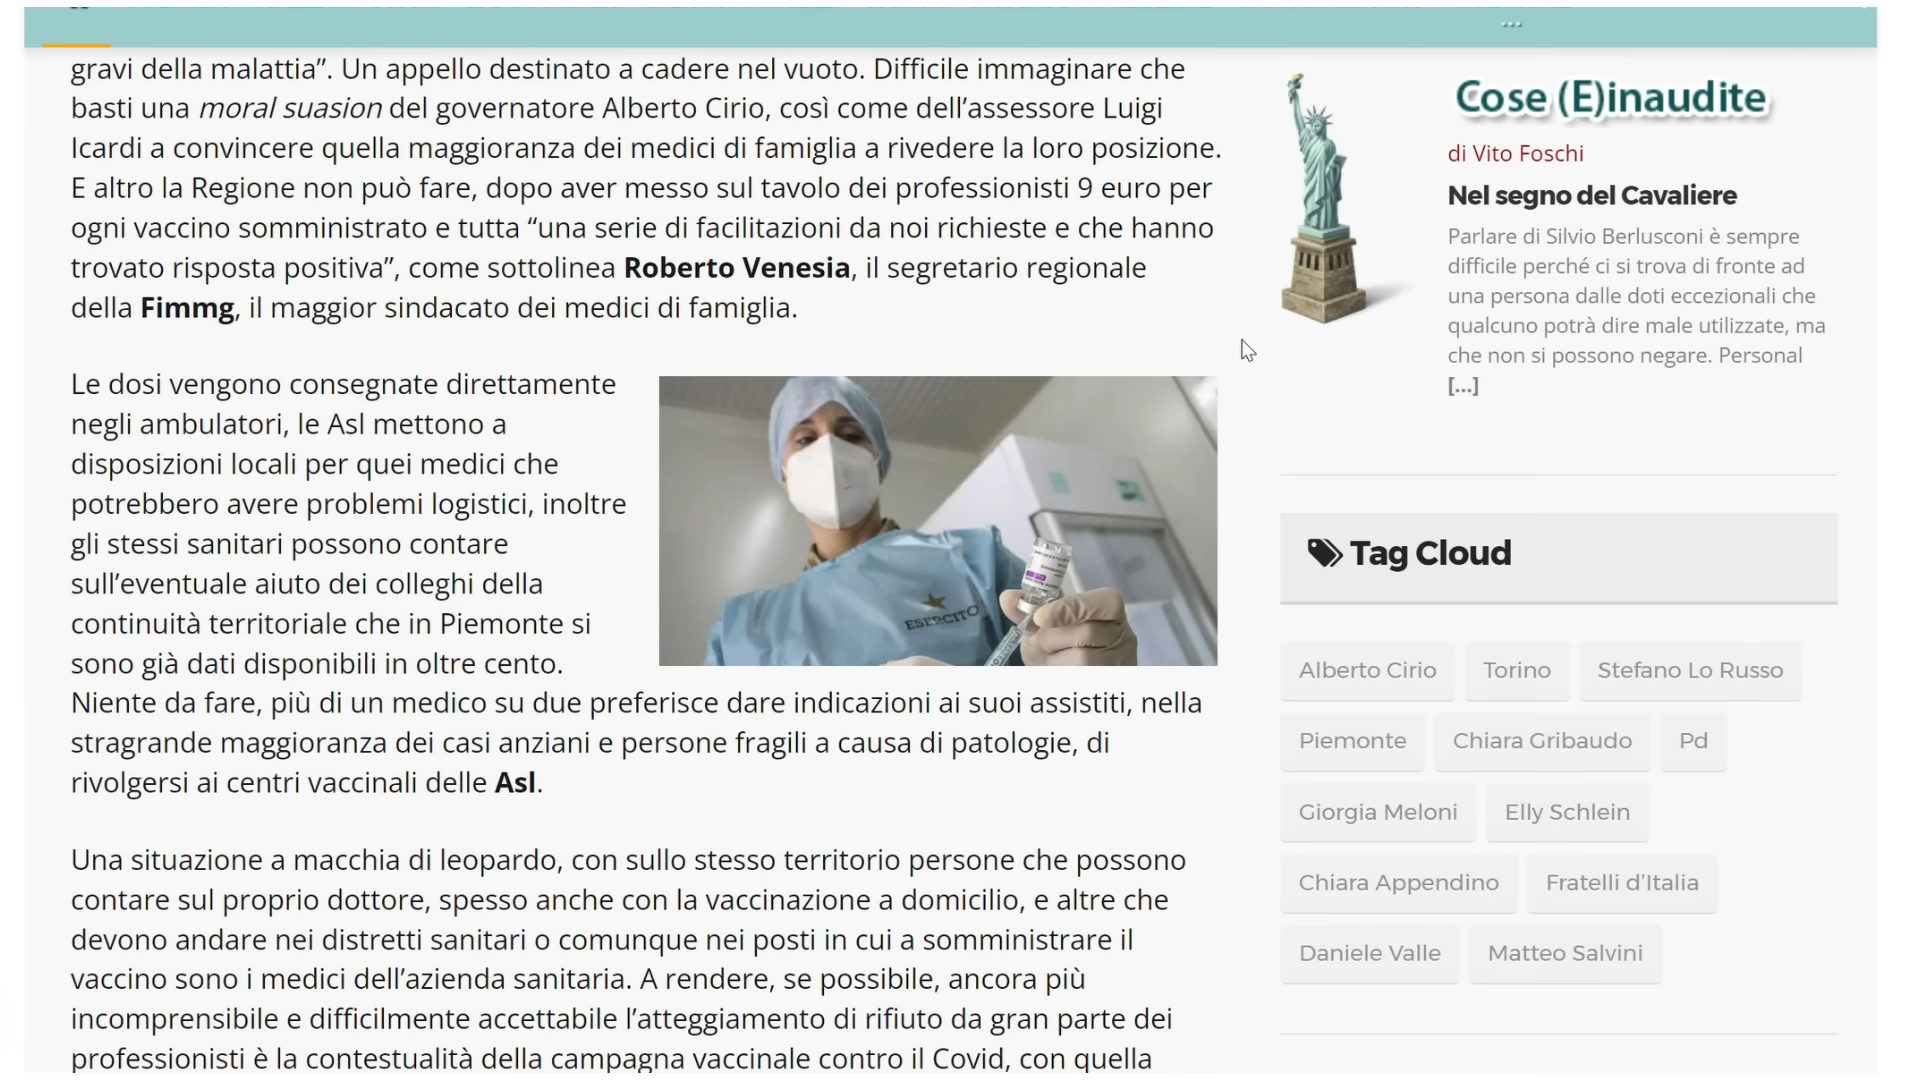 ...
gravi della malattia”. Un appello destinato a cadere nel vuoto. Difficile immaginare che
basti una moral suasion del governatore Alberto Cirio, così come dell’assessore Luigi
Icardi a convincere quella maggioranza dei medici di famiglia a rivedere la loro posizione.
E altro la Regione non può fare, dopo aver messo sul tavolo dei professionisti 9 euro per
ogni vaccino somministrato e tutta “una serie di facilitazioni da noi richieste e che hanno
trovato risposta positiva”, come sottolinea Roberto Venesia, il segretario regionale
della Fimmg, il maggior sindacato dei medici di famiglia.
Le dosi vengono consegnate direttamente
negli ambulatori, le Asl mettono a
disposizioni locali per quei medici che
potrebbero avere problemi logistici, inoltre
gli stessi sanitari possono contare
sull’eventuale aiuto dei colleghi della
continuità territoriale che in Piemonte si
sono già dati disponibili in oltre cento.
ESERCITO
Niente da fare, più di un medico su due preferisce dare indicazioni ai suoi assistiti, nella
stragrande maggioranza dei casi anziani e persone fragili a causa di patologie, di
rivolgersi ai centri vaccinali delle Asl.
Una situazione a macchia di leopardo, con sullo stesso territorio persone che possono
contare sul proprio dottore, spesso anche con la vaccinazione a domicilio, e altre che
devono andare nei distretti sanitari o comunque nei posti in cui a somministrare il
vaccino sono i medici dell’azienda sanitaria. A rendere, se possibile, ancora più
incomprensibile e difficilmente accettabile l’atteggiamento di rifiuto da gran parte dei
professionisti è la contestualità della campagna vaccinale contro il Covid, con quella
Cose (E)inaudite
di Vito Foschi
Nel segno del Cavaliere
Parlare di Silvio Berlusconi è sempre
difficile perché ci si trova di fronte ad
una persona dalle doti eccezionali che
qualcuno potrà dire male utilizzate, ma
che non si possono negare. Personal
[...]
Tag Cloud
Alberto Cirio Torino Stefano Lo Russo
Piemonte Chiara Gribaudo Pd
Giorgia Meloni Elly Schlein
Chiara Appendino Fratelli d’Italia
Daniele Valle Matteo Salvini